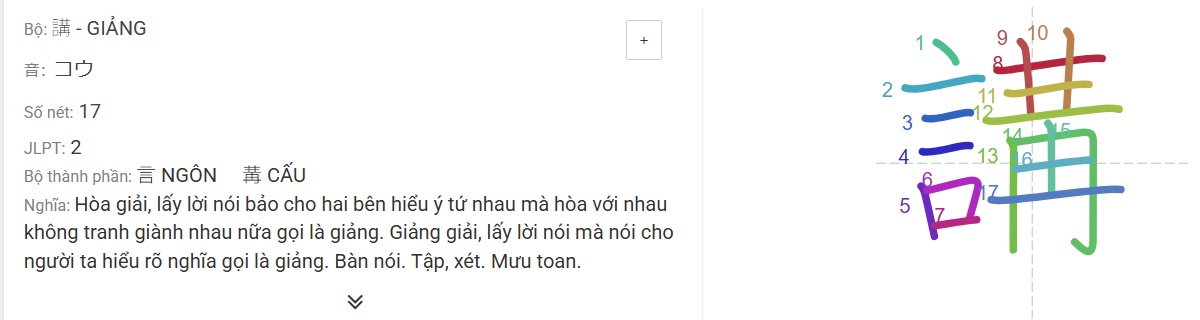 Bộ: 講 - GIẢNG
+
音: コウ
Số nét: 17
JLPT: 2
Bộ thành phần: 言 NGÔN 冓 CẤU
Nghĩa: Hòa giải, lấy lời nói bảo cho hai bên hiểu ý tứ nhau mà hòa với nhau
không tranh giành nhau nữa gọi là giảng. Giảng giải, lấy lời nói mà nói cho
người ta hiểu rõ nghĩa gọi là giảng. Bàn nói. Tập, xét. Mưu toan.
講
1
2
3
4
5
6
7
8
9
10
11
12
13
14
15
16
17